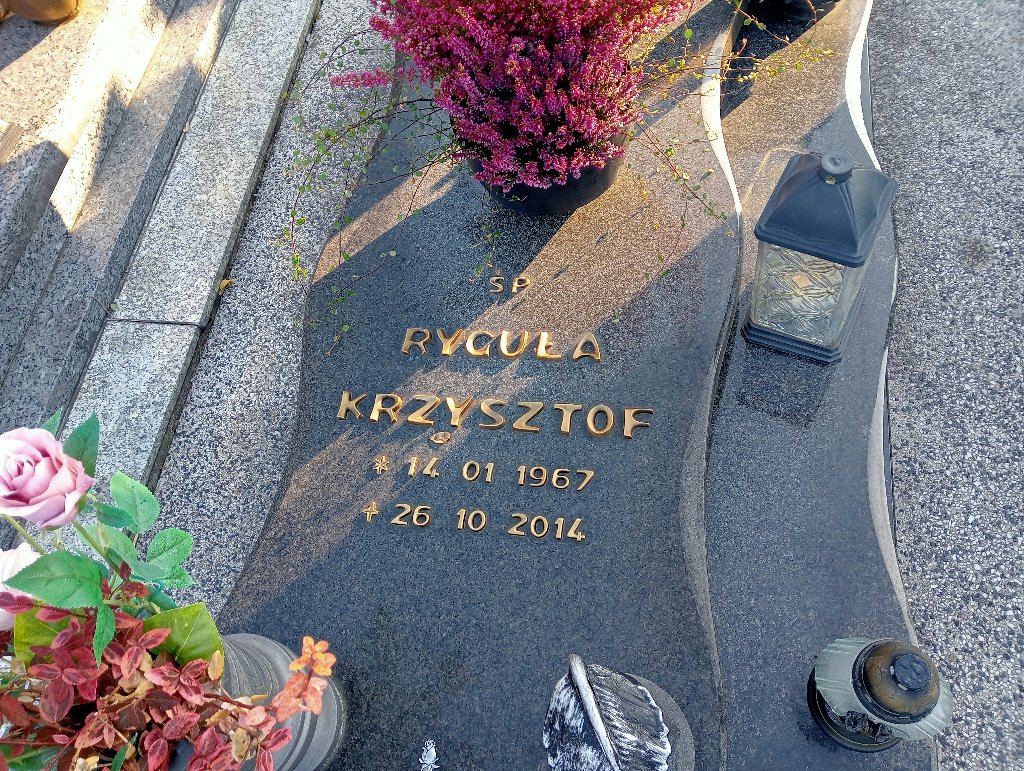 SP
RYGUŁA
KRZYSZTOF
* 14 01 1967
✝ 26 10 2014